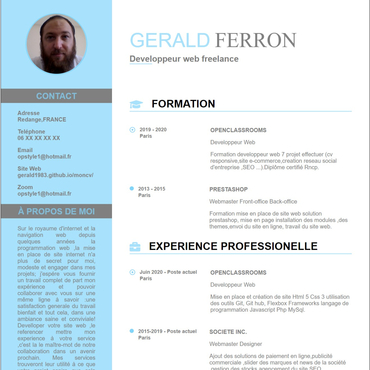 GERALD FERRON
Developpeur web freelance
CONTACT
Adresse
Redange,FRANCE
Téléphone
06 XX XX XX XX
Email
opstyle1@hotmail.fr
Site Web
gerald1983.github.io/moncv/
Zoom
opstyle1@hotmail.fr
À PROPOS DE MOI
Sur le royaume d'Internet et la
navigation web depuis
quelques années la
programmation web ,la mise
en place de site internet n'a
plus de secret pour moi,
modeste et engager dans mes
projets; j'espère vous fournir
un travail complet de part mon
expérience et pouvoir
collaborer avec vous sur une
même ligne à savoir une
satisfaction generale du travail
bientisé et tout cela, dans une
ambiance saine et conviviale!
Developer votre site web ,le
referencer mettre mon
experience à votre service
,c'est là le maître-mot de notre
collaboration dans un avenir
prochain. Mes services
trouveront leur utilité à ce que
FORMATION
2019 - 2020
Paris
OPENCLASSROOMS
Developpeur Web
Formation developpeur web 7 projet effectuer (cv
responsive,site e-commerce,creation reseau social
d'entreprise ,SEO ...).Diplôme certifié Rncp.
2013 – 2015
Paris
PRESTASHOP
Webmaster Front-office Back-office
Formation mise en place de site web solution
prestashop, mise en page instalation des modules ,des
themes,envoi du site en ligne, travail du site web.
EXPERIENCE PROFESSIONELLE
Juin 2020 - Poste actuel
Paris
OPENCLASSROOMS
Developpeur Web
Mise en place et création de site Html 5 Css 3 utilisation
des outils Git, Git hub, Flexbox Frameworks langage de
programmation Javascript Php MySql.
2015-2019 - Poste actuel
Paris
SOCIETE INC.
Webmaster Designer
Ajout des solutions de paiement en ligne,publicité
commerciale ,slider des marques et news de la société